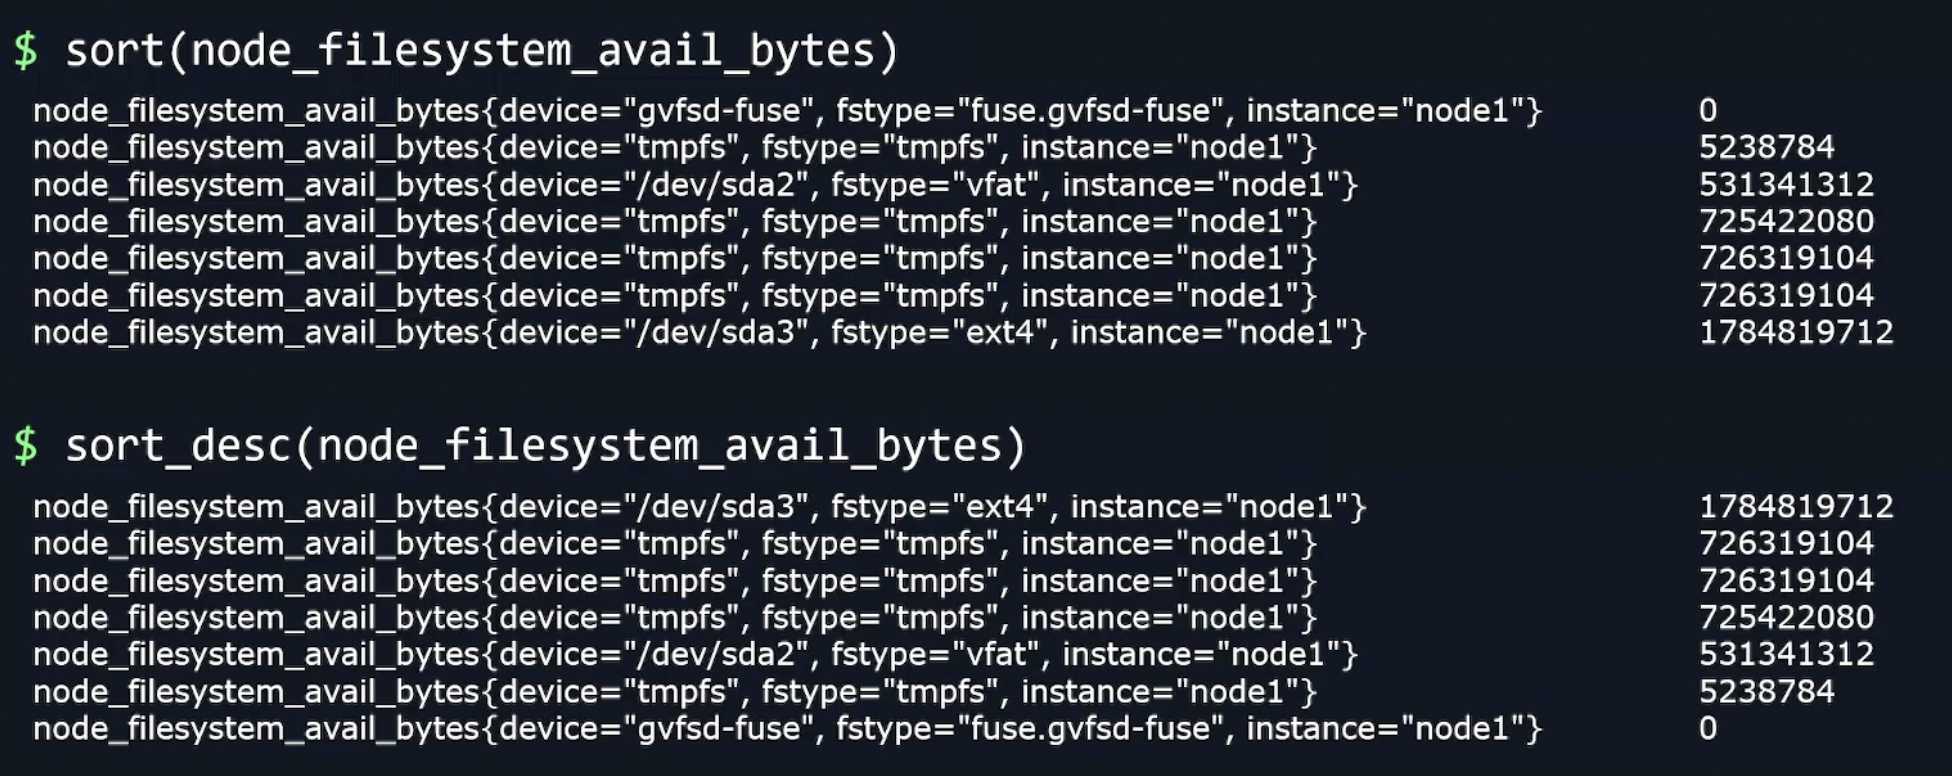 $ sort(node_filesystem_avail_bytes)
node_filesystem_avail_bytes{device="gvfsd-fuse", fstype="fuse.gvfsd-fuse", instance="node1"} 0
node_filesystem_avail_bytes{device="tmpfs", fstype="tmpfs", instance="node1"} 5238784
node_filesystem_avail_bytes{device="/dev/sda2", fstype="vfat", instance="node1"} 531341312
node_filesystem_avail_bytes{device="tmpfs", fstype="tmpfs", instance="node1"} 725422080
node_filesystem_avail_bytes{device="tmpfs", fstype="tmpfs", instance="node1"} 726319104
node_filesystem_avail_bytes{device="tmpfs", fstype="tmpfs", instance="node1"} 726319104
node_filesystem_avail_bytes{device="/dev/sda3", fstype="ext4", instance="node1"} 1784819712
$ sort_desc(node_filesystem_avail_bytes)
node_filesystem_avail_bytes{device="/dev/sda3", fstype="ext4", instance="node1"} 1784819712
node_filesystem_avail_bytes{device="tmpfs", fstype="tmpfs", instance="node1"} 726319104
node_filesystem_avail_bytes{device="tmpfs", fstype="tmpfs", instance="node1"} 726319104
node_filesystem_avail_bytes{device="tmpfs", fstype="tmpfs", instance="node1"} 725422080
node_filesystem_avail_bytes{device="/dev/sda2", fstype="vfat", instance="node1"} 531341312
node_filesystem_avail_bytes{device="tmpfs", fstype="tmpfs", instance="node1"} 5238784
node_filesystem_avail_bytes{device="gvfsd-fuse", fstype="fuse.gvfsd-fuse", instance="node1"} 0